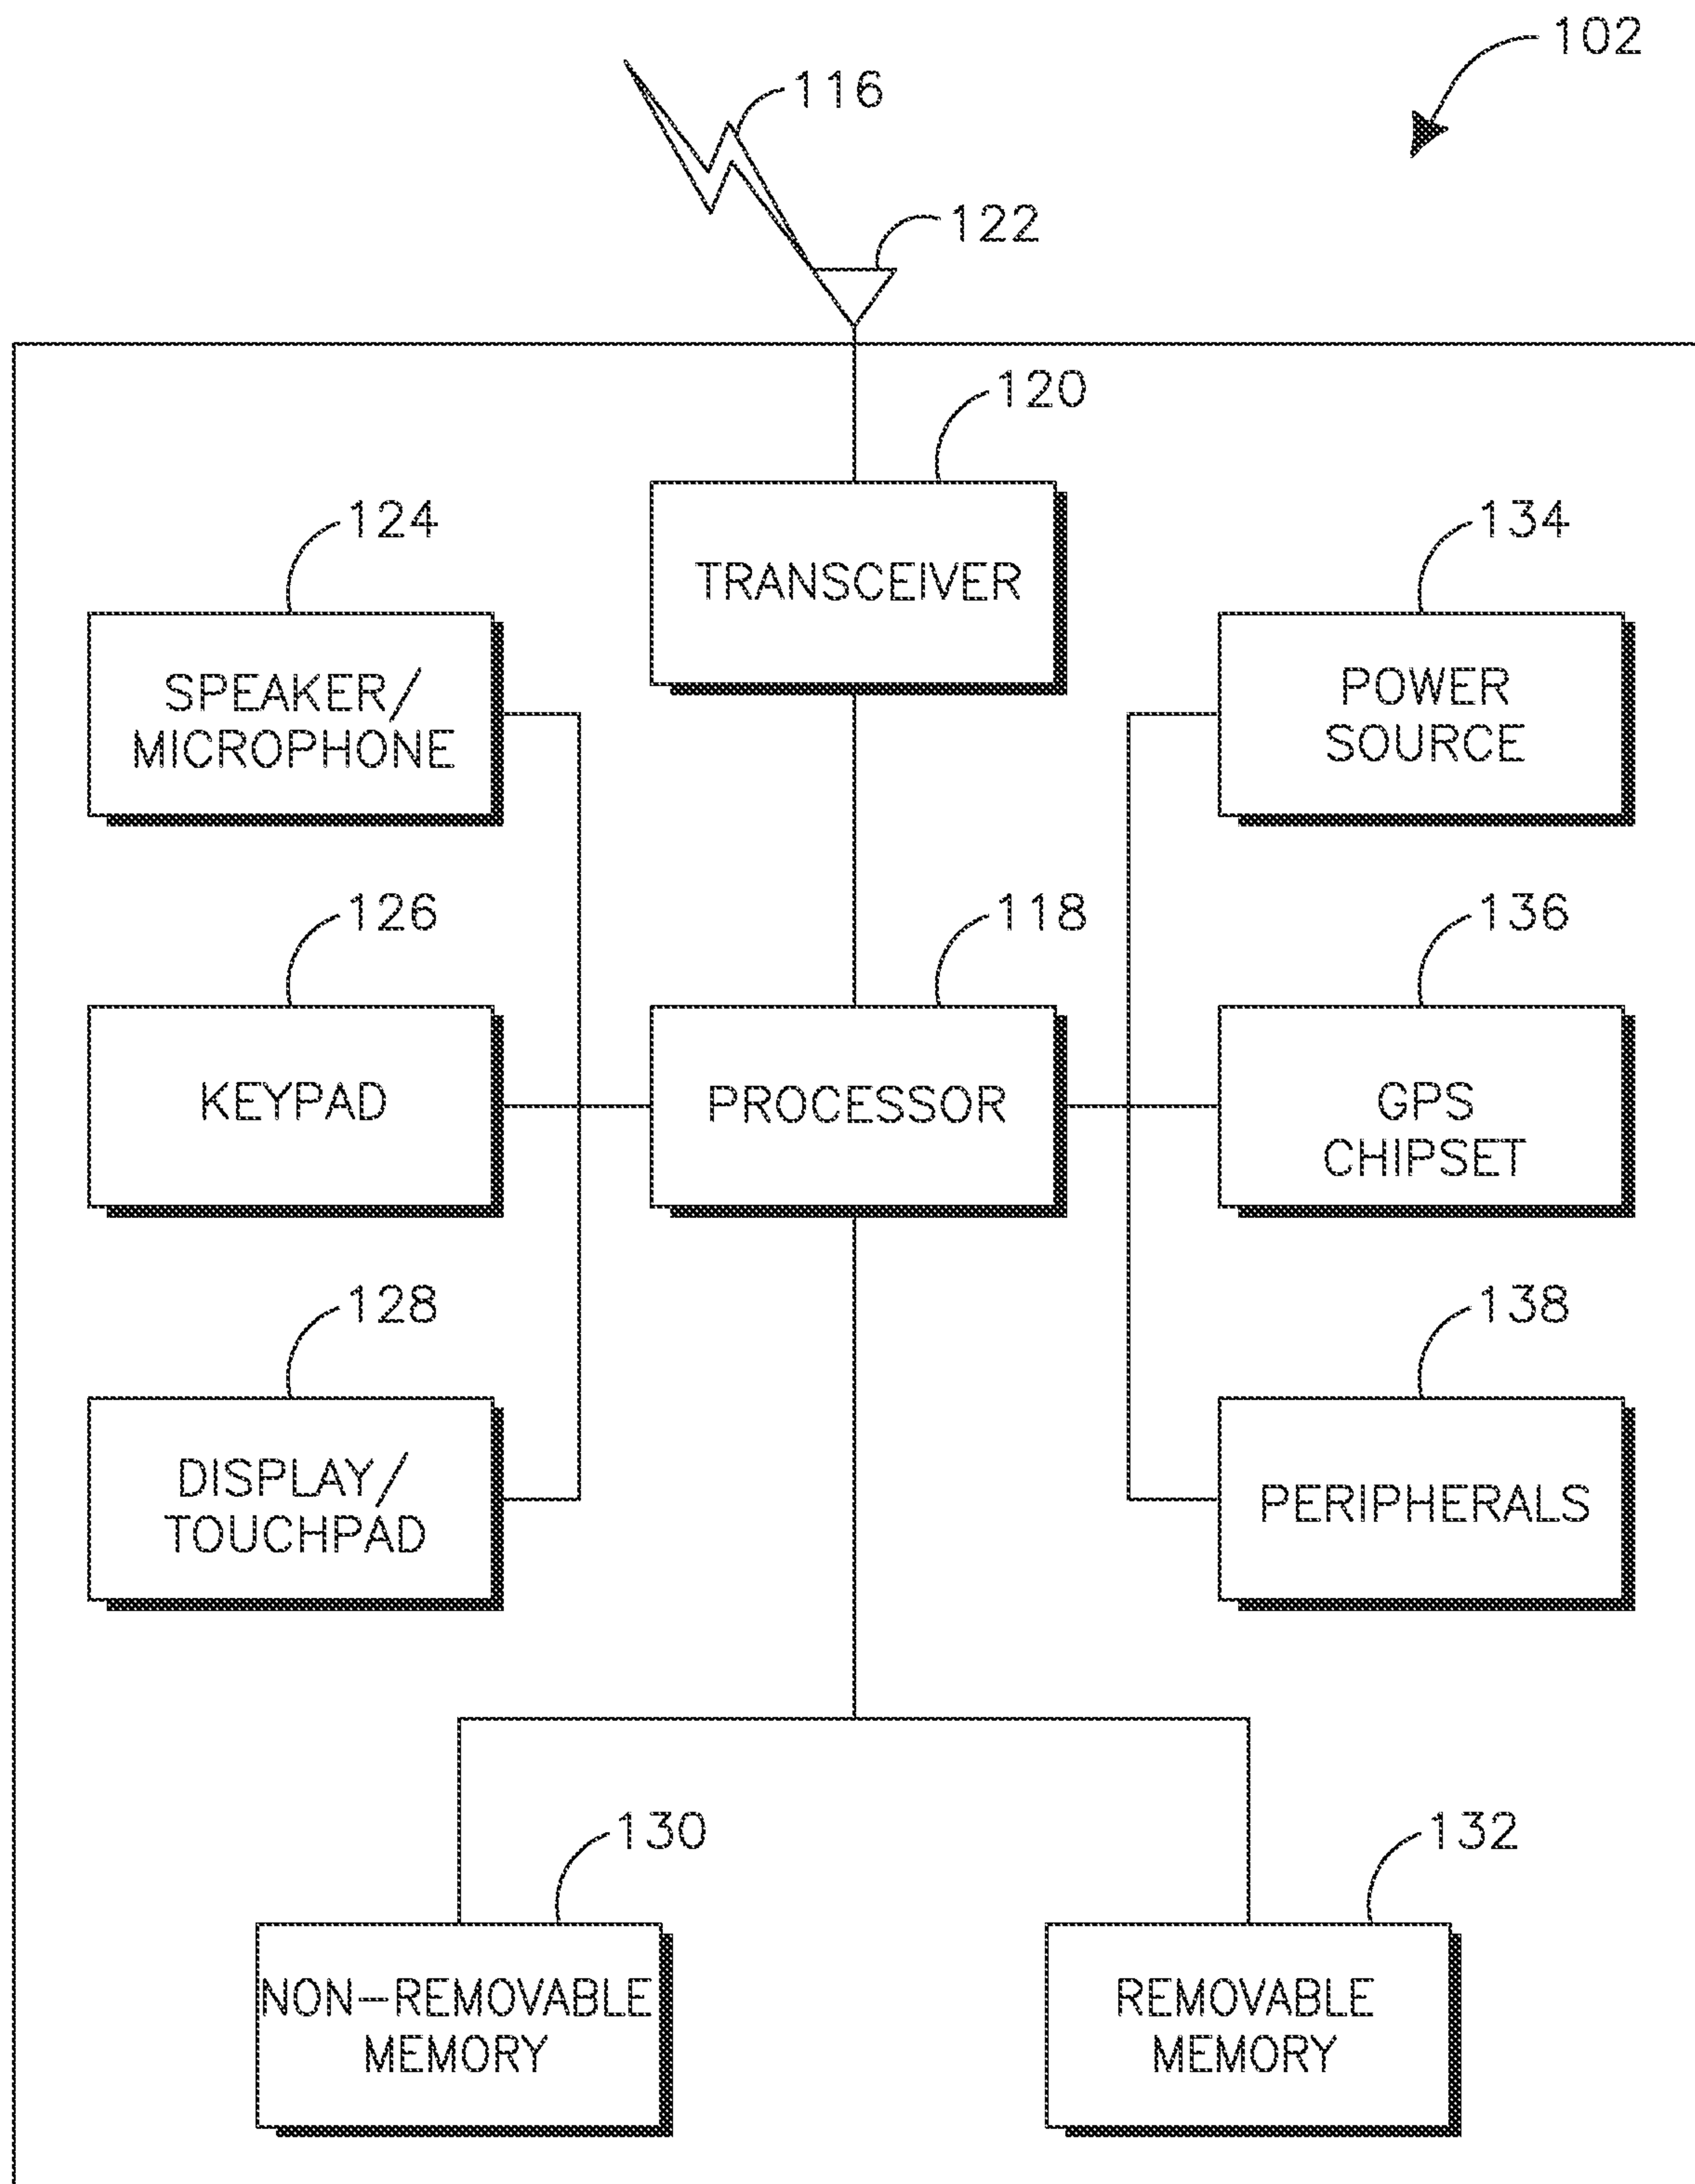 102
116
122
120
124
134
TRANSCEIVER
SPEAKER/
MICROPHONE
POWER
SOURCE
126
118
136
KEYPAD
PROCESSOR
GPS
CHIPSET
128
138
DISPLAY/
TOUCHPAD
PERIPHERALS
130
132
NON-REMOVABLE
MEMORY
REMOVABLE
MEMORY